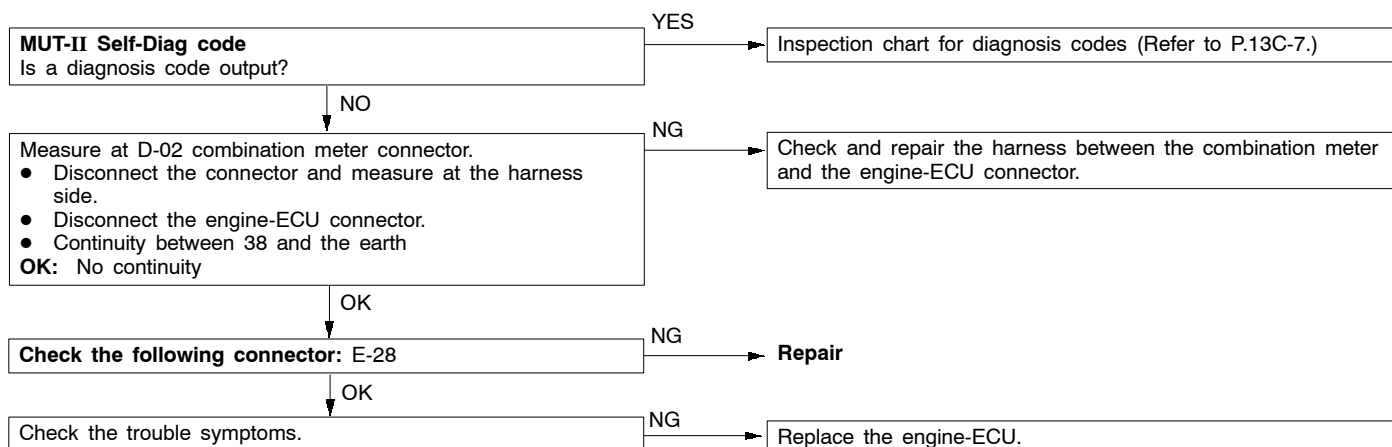 MUT-II Self-Diag code
Is a diagnosis code output?
YES
Inspection chart for diagnosis codes (Refer to P.13C-7.)
NO
Measure at D-02 combination meter connector.
● Disconnect the connector and measure at the harness
side.
● Disconnect the engine-ECU connector.
● Continuity between 38 and the earth
OK: No continuity
NG
Check and repair the harness between the combination meter
and the engine-ECU connector.
OK
Check the following connector: E-28
NG
Repair
OK
Check the trouble symptoms.
NG
Replace the engine-ECU.